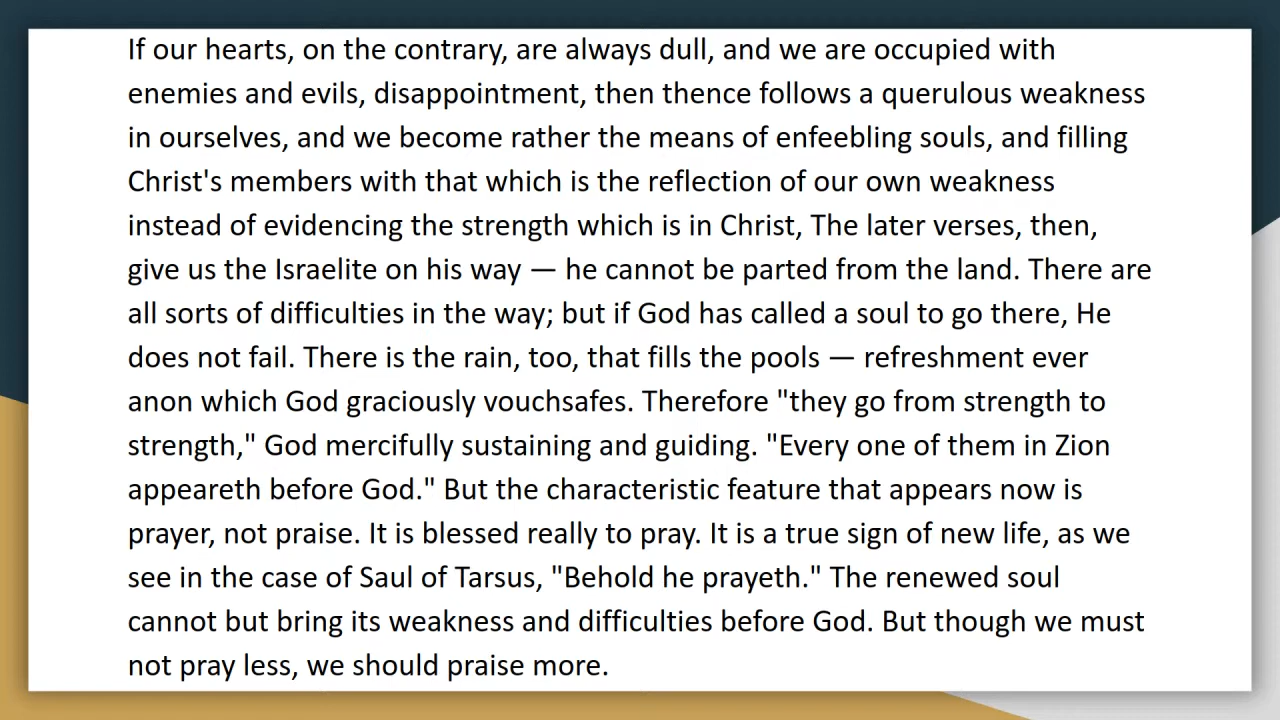 If our hearts, on the contrary, are always dull, and we are occupied with
enemies and evils, disappointment, then thence follows a querulous weakness
in ourselves, and we become rather the means of enfeebling souls, and filling
Christ's members with that which is the reflection of our own weakness
instead of evidencing the strength which is in Christ, The later verses, then,
give us the Israelite on his way — he cannot be parted from the land. There are
all sorts of difficulties in the way; but if God has called a soul to go there, He
does not fail. There is the rain, too, that fills the pools — refreshment ever
anon which God graciously vouchsafes. Therefore "they go from strength to
strength," God mercifully sustaining and guiding. "Every one of them in Zion
appeareth before God." But the characteristic feature that appears now is
prayer, not praise. It is blessed really to pray. It is a true sign of new life, as we
see in the case of Saul of Tarsus, "Behold he prayeth." The renewed soul
cannot but bring its weakness and difficulties before God. But though we must
not pray less, we should praise more.